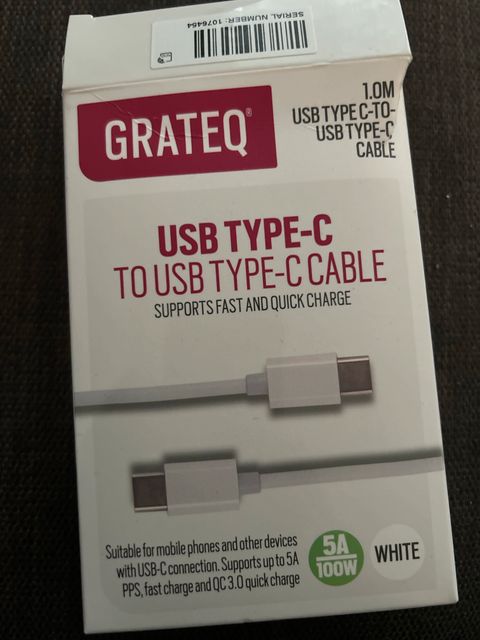 SERIAL NUMBER: 1076454
GRATEQ®
1.0M
USB TYPE C-TO-
USB TYPE-C
CABLE
USB TYPE-C
TO USB TYPE-C CABLE
SUPPORTS FAST AND QUICK CHARGE
Suitable for mobile phones and other devices
with USB-C connection. Supports up to 5A
PPS, fast charge and QC 3.0 quick charge
5A
100W
WHITE